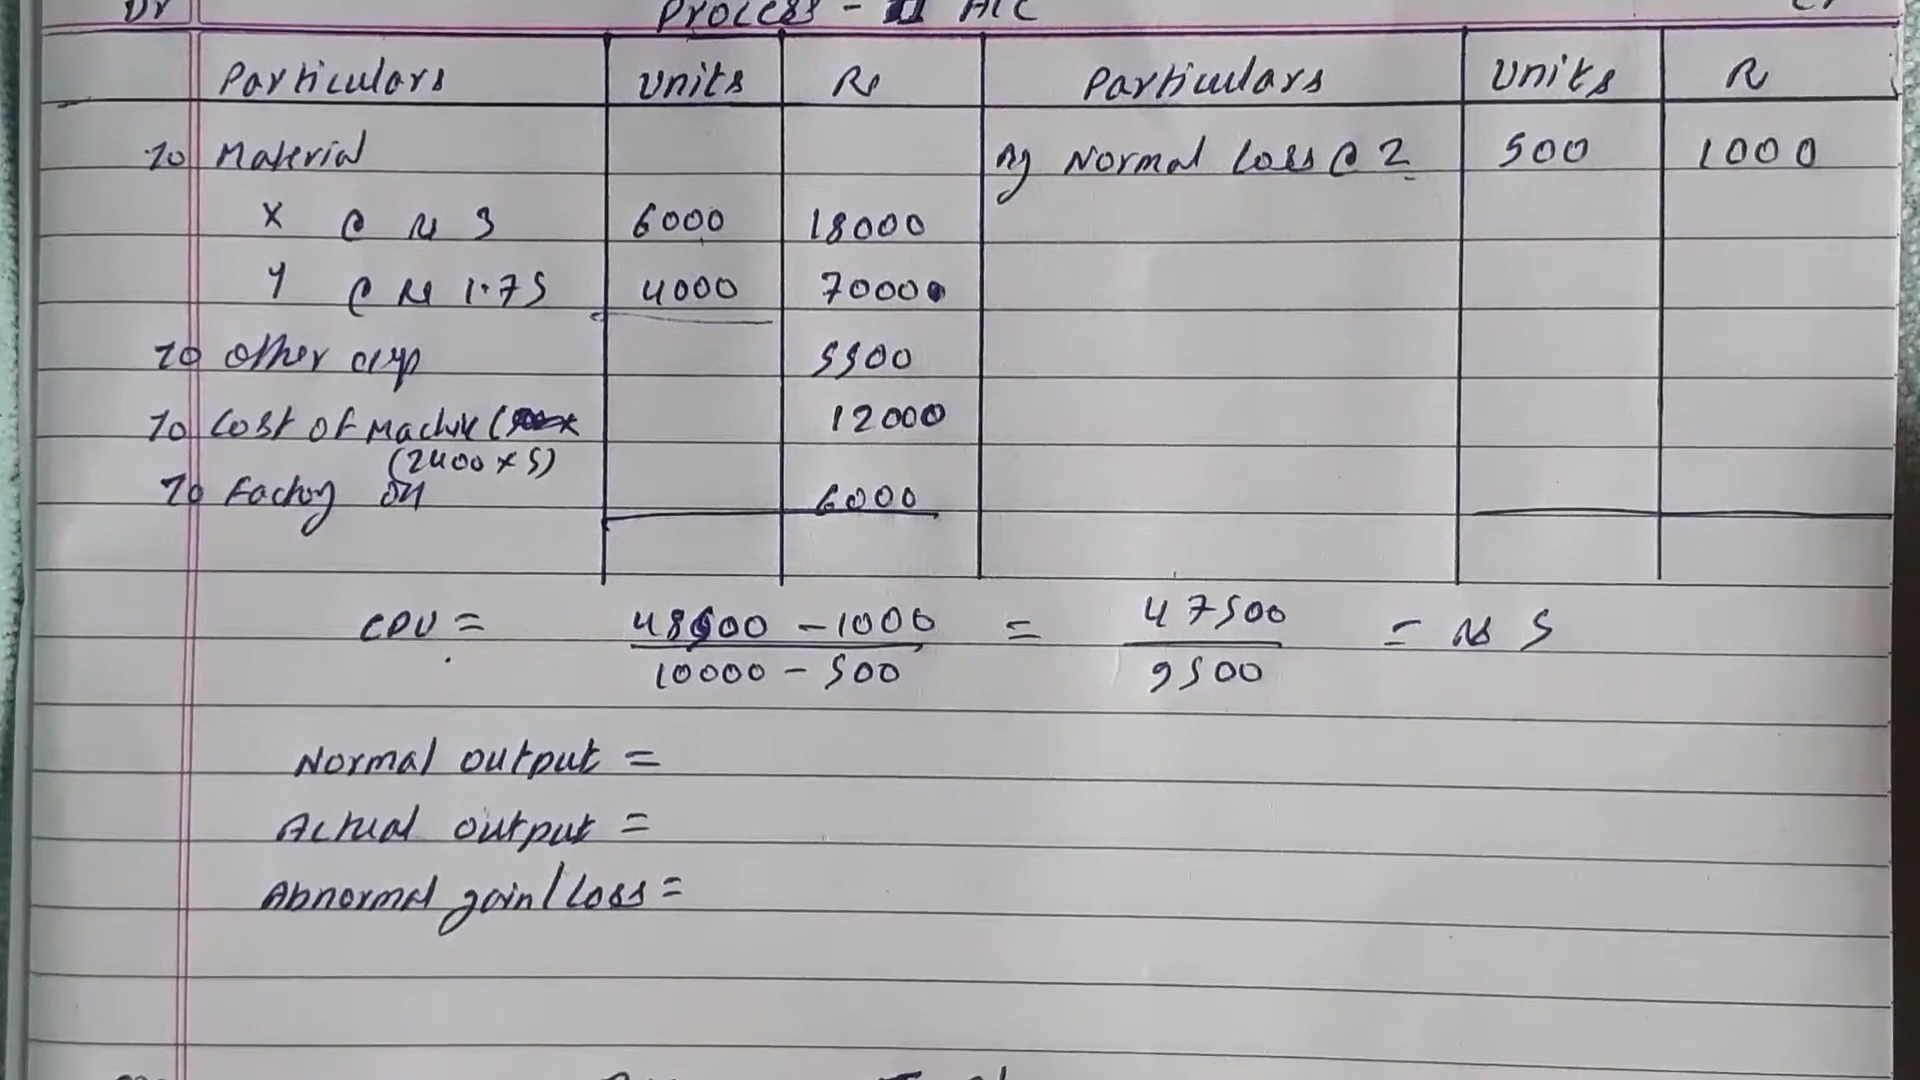 Dr Process - A/C Cr
Particulars Units Rs Particulars Units R
To Material By Normal Loss @ 2 500 1000
X @ Rs 3 6000 18000
Y @ Rs 1.75 4000 7000
To other exp 5500
To Cost of Machine ( 12000
(2400 x 5)
To Factory OH 6000
CPU = 48500 - 1000 / 10000 - 500 = 47500 / 9500 = Rs 5
Normal output =
Actual output =
Abnormal gain/Loss =